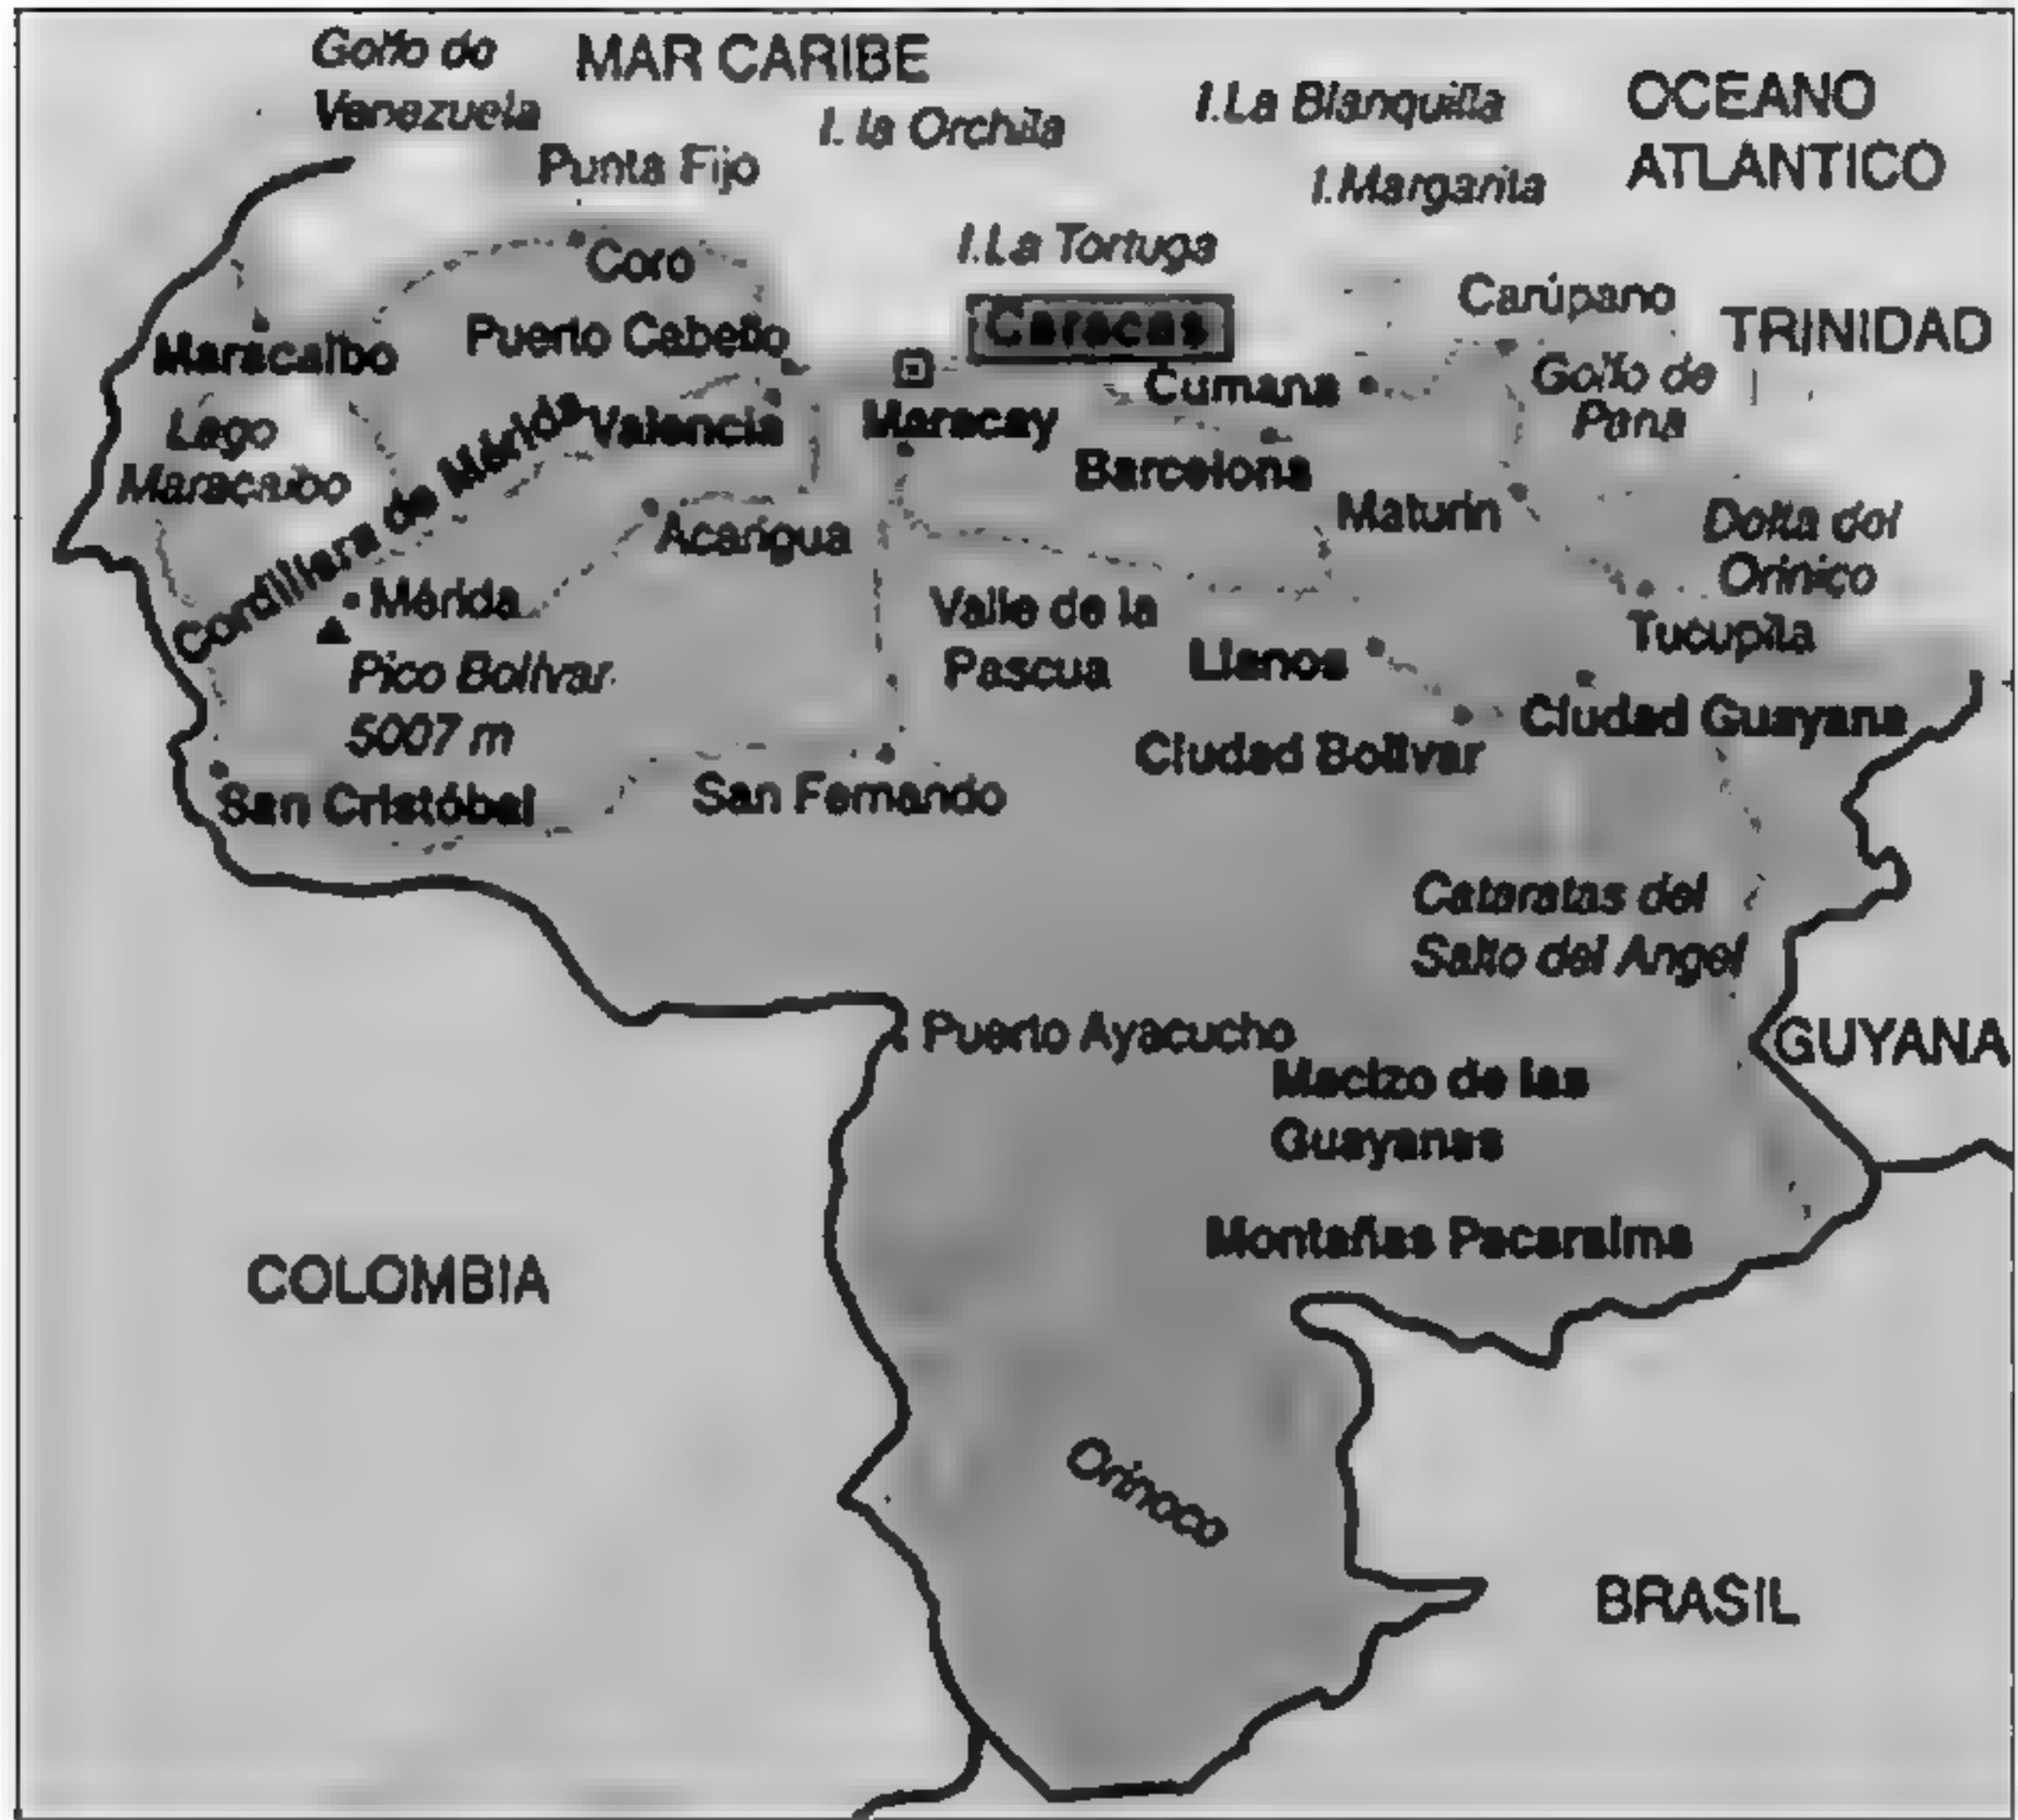 Golfo de
Venezuela
MAR CARIBE
I. la Orchila
I.La Blanquilla
OCEANO
ATLANTICO
Punta Fijo
I.Margarita
I.La Tortuga
Coro
Carúpano
Caracas
TRINIDAD
Maracaibo
Puerto Cabello
Cumana
Golfo de
Paria
Lago
Maracaibo
Valencia
Maracay
Barcelona
Cordillera de Mérida
Acarigua
Maturin
Delta del
Orinico
Mérida
Valle de la
Pascua
Tucupita
Llanos
Pico Bolívar
5007 m
Ciudad Guayana
Ciudad Bolívar
San Cristóbal
San Fernando
Cataratas del
Salto del Angel
Puerto Ayacucho
GUYANA
Macizo de las
Guayanas
Montañas Pacaraima
COLOMBIA
Orinoco
BRASIL